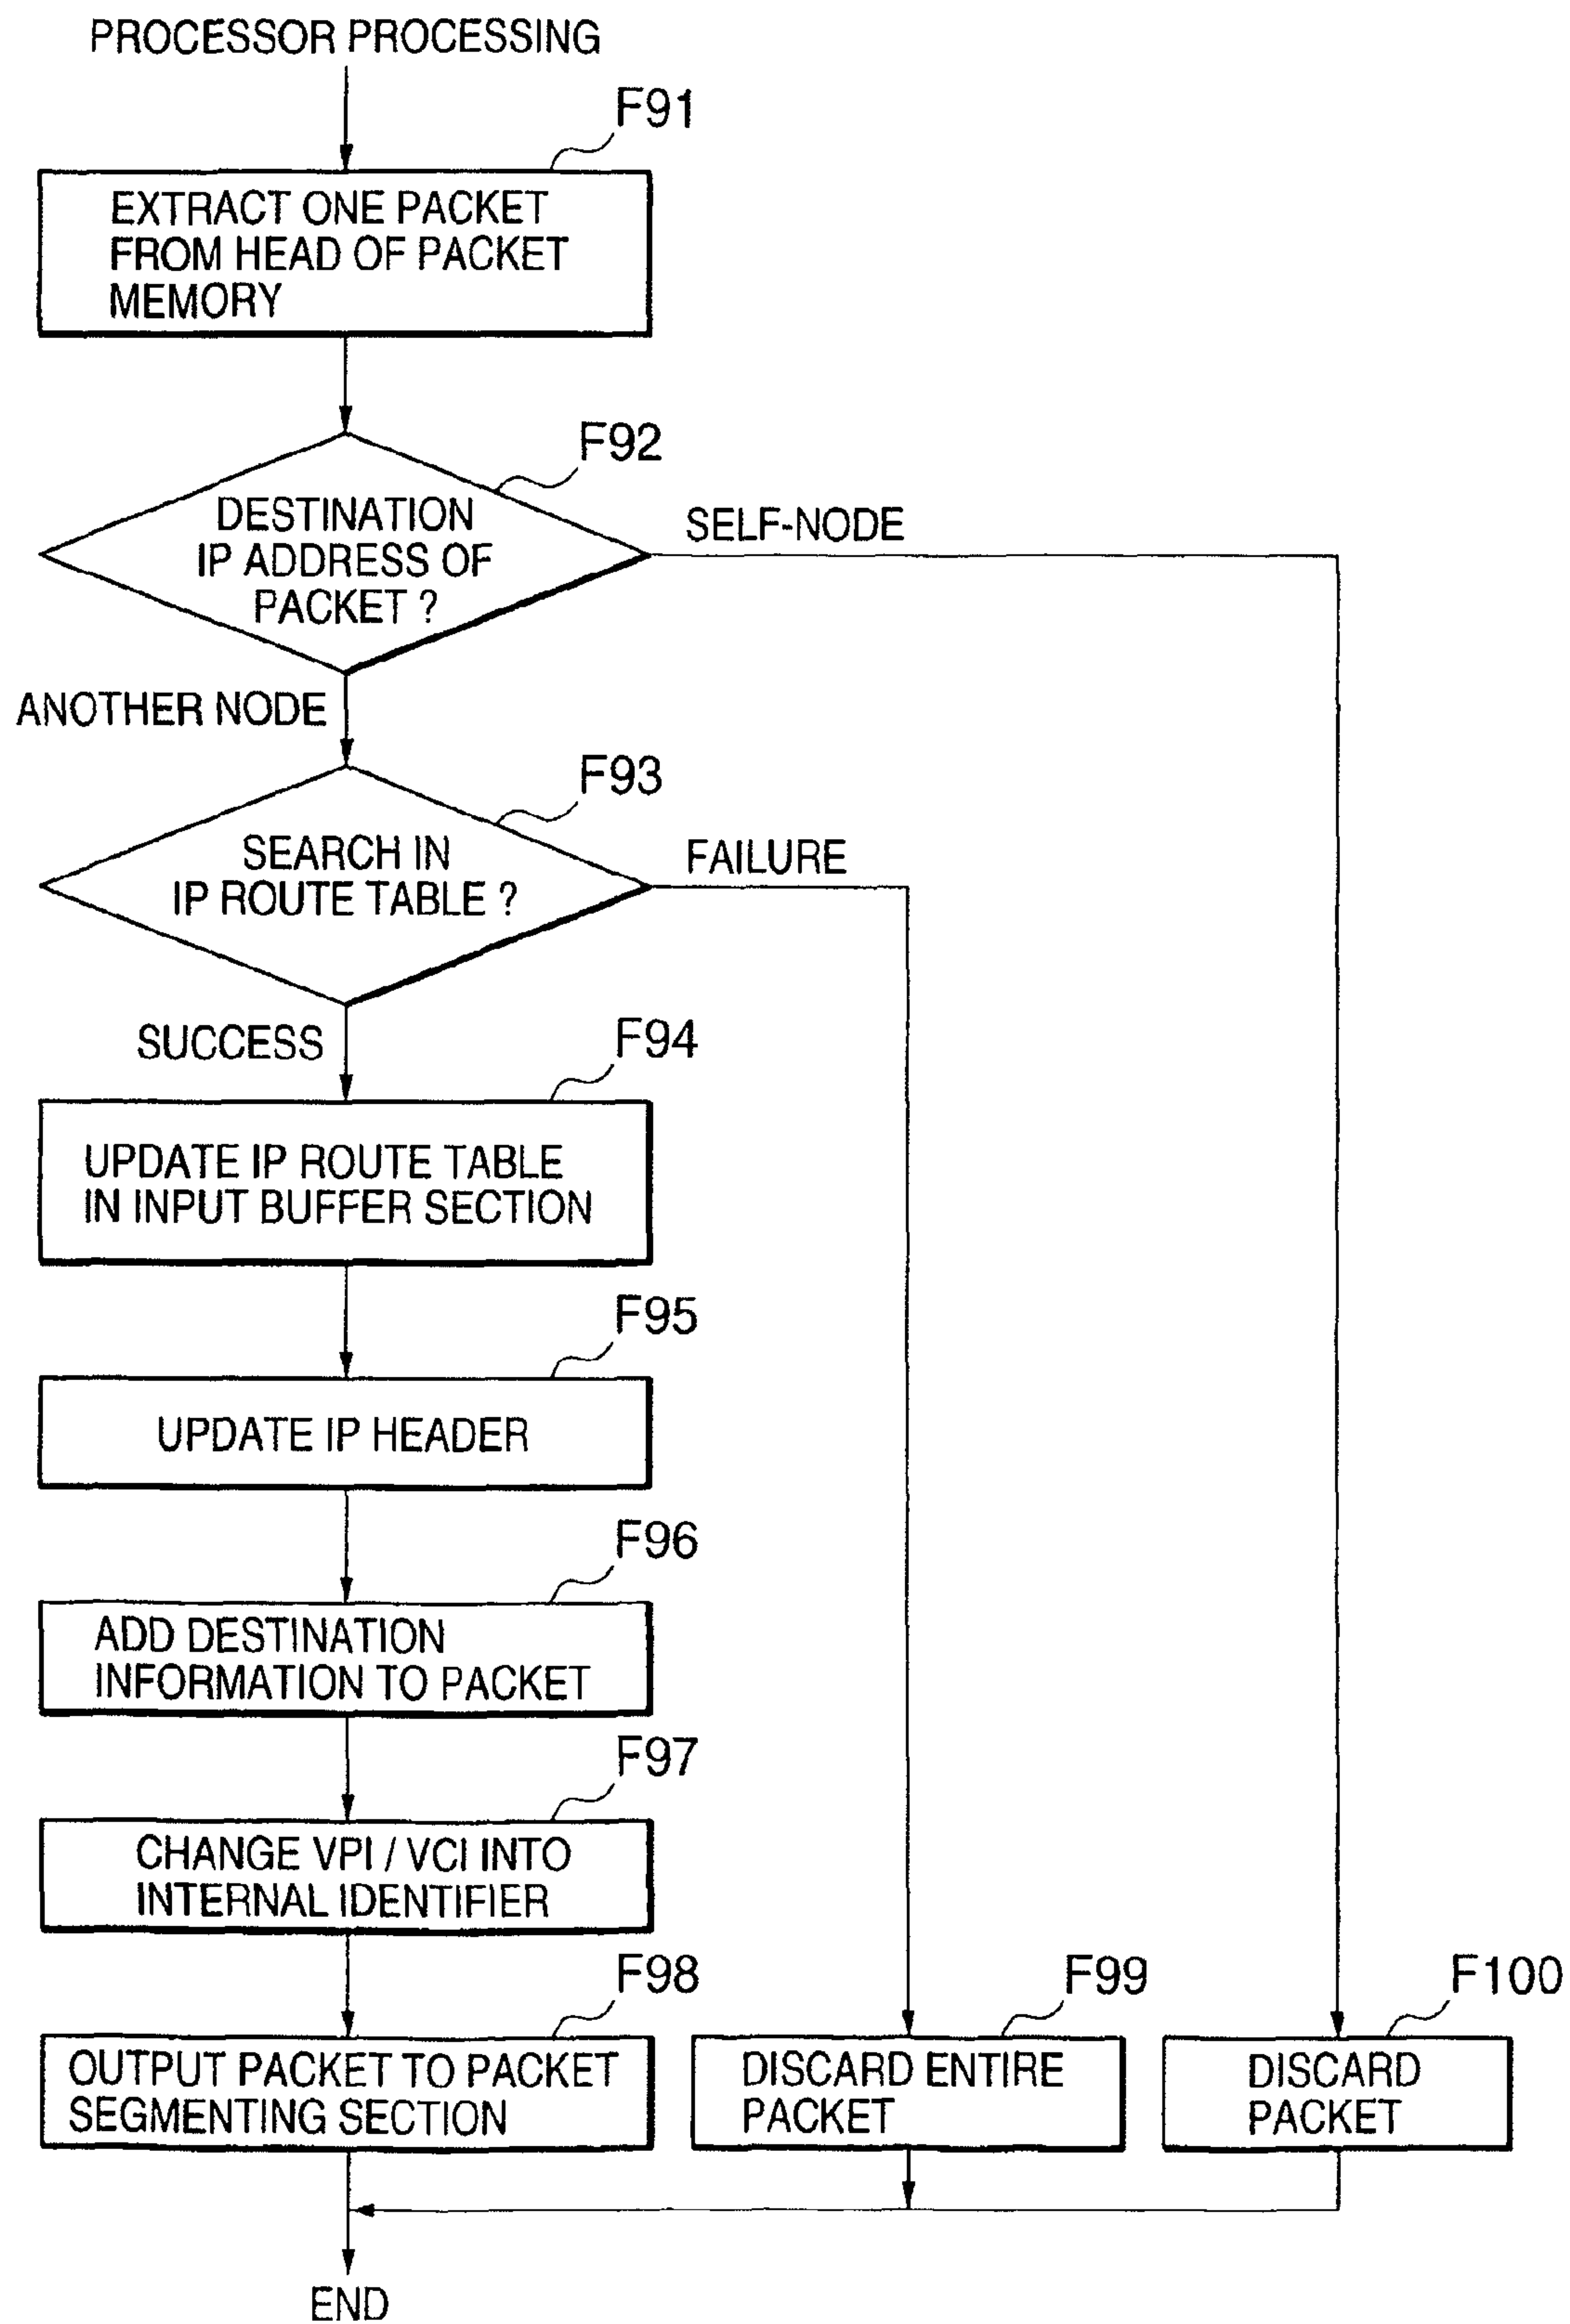 PROCESSOR PROCESSING
F91
EXTRACT ONE PACKET
FROM HEAD OF PACKET
MEMORY
F92
DESTINATION
IP ADDRESS OF
PACKET ?
SELF-NODE
ANOTHER NODE
F93
SEARCH IN
IP ROUTE TABLE ?
FAILURE
SUCCESS
F94
UPDATE IP ROUTE TABLE
IN INPUT BUFFER SECTION
F95
UPDATE IP HEADER
F96
ADD DESTINATION
INFORMATION TO PACKET
F97
CHANGE VPI / VCI INTO
INTERNAL IDENTIFIER
F98
OUTPUT PACKET TO PACKET
SEGMENTING SECTION
F99
DISCARD ENTIRE
PACKET
F100
DISCARD
PACKET
END